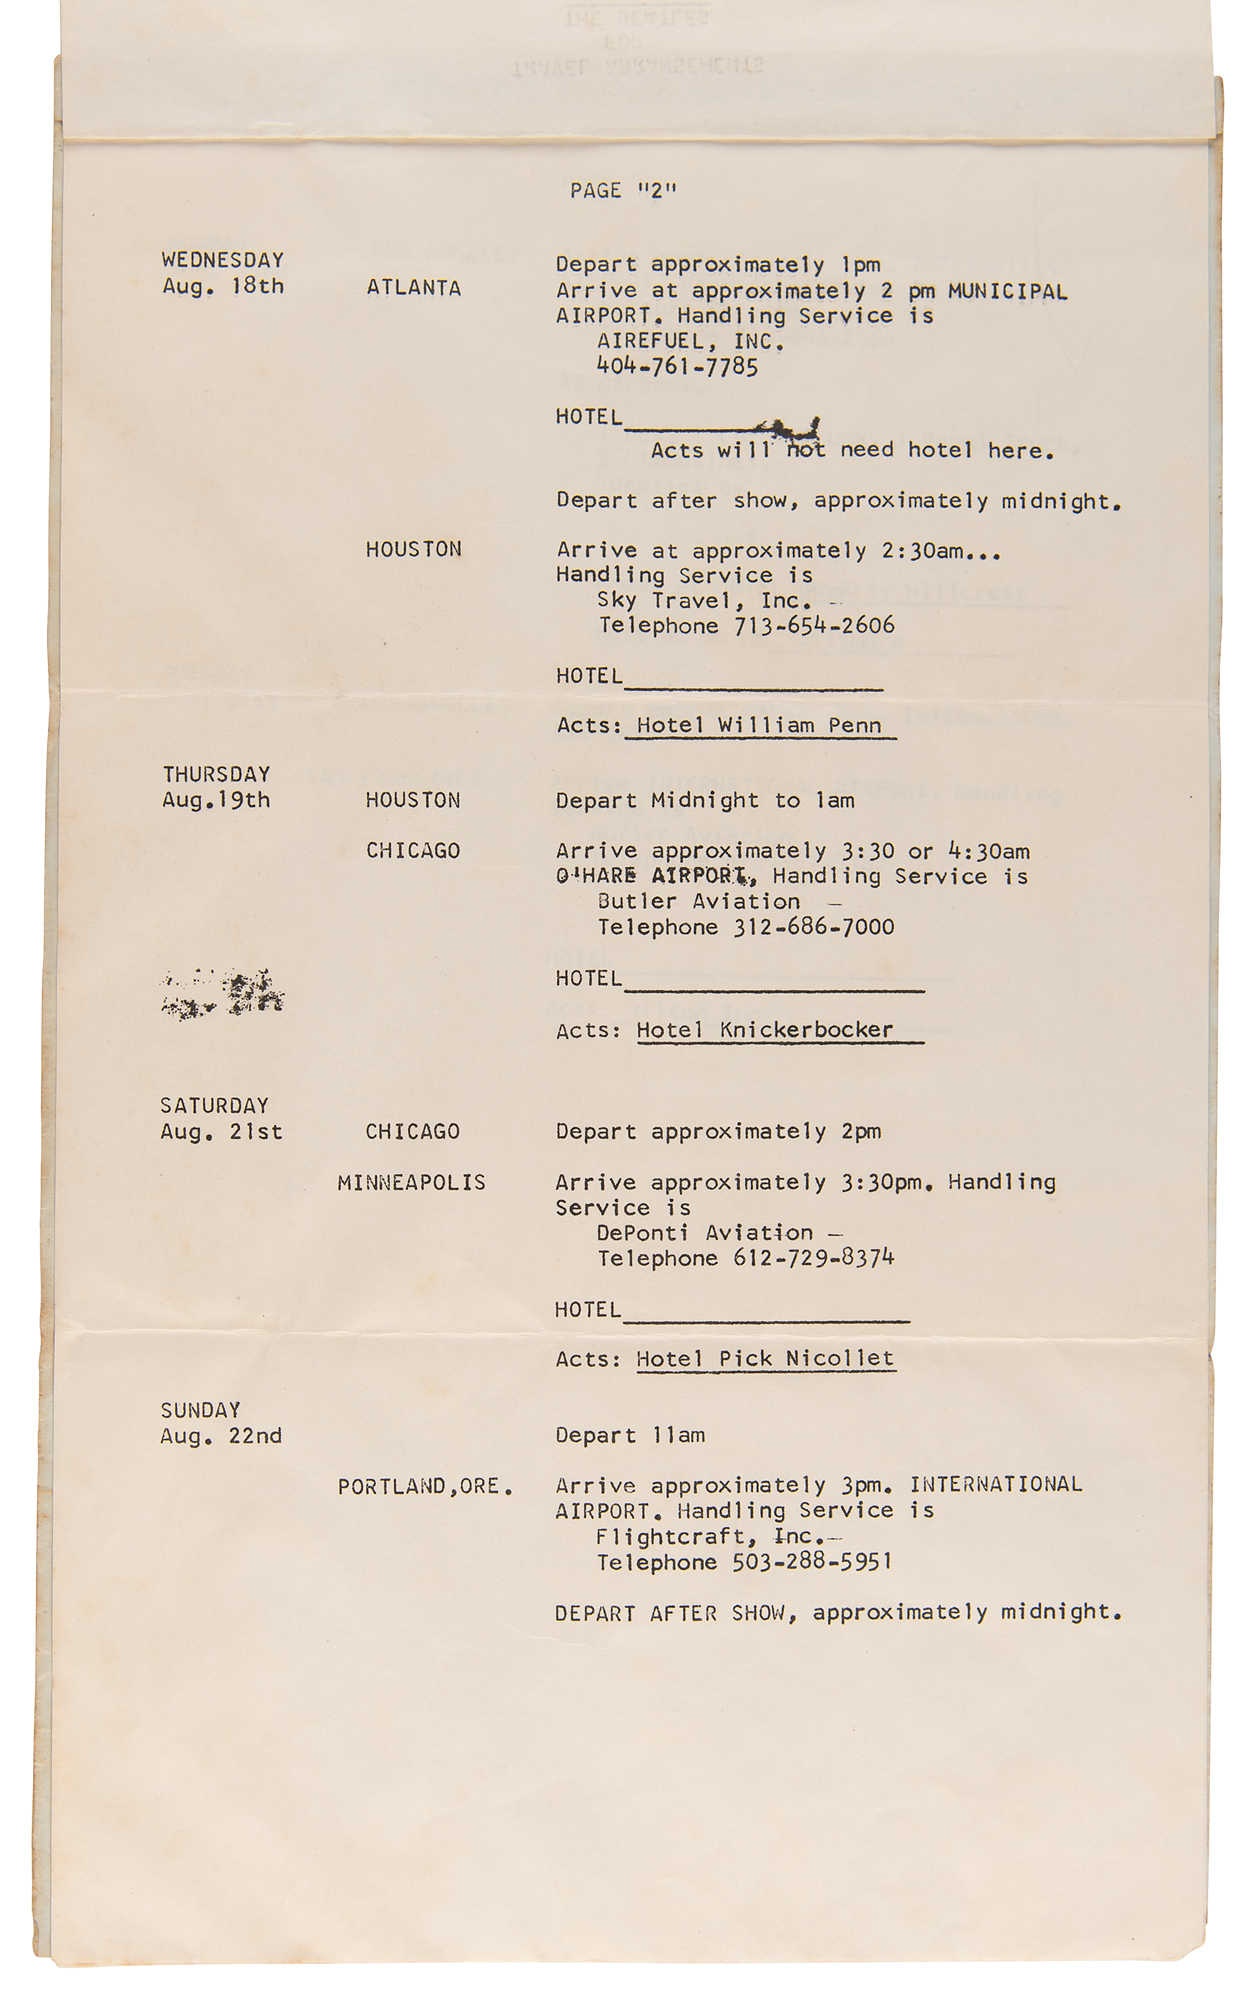 THE BEATLES
FOR
TRAVEL ARRANGEMENTS
PAGE "2"
WEDNESDAY
Aug. 18th ATLANTA
Depart approximately 1pm
Arrive at approximately 2 pm MUNICIPAL
AIRPORT. Handling Service is
AIREFUEL, INC.
404-761-7785
HOTEL
Acts will not need hotel here.
Depart after show, approximately midnight.
HOUSTON Arrive at approximately 2:30am...
Handling Service is
Sky Travel, Inc. -
Telephone 713-654-2606
HOTEL
Acts: Hotel William Penn
THURSDAY
Aug.19th HOUSTON Depart Midnight to 1am
CHICAGO Arrive approximately 3:30 or 4:30am
O'HARE AIRPORT, Handling Service is
Butler Aviation -
Telephone 312-686-7000
HOTEL
Acts: Hotel Knickerbocker
SATURDAY
Aug. 21st CHICAGO Depart approximately 2pm
MINNEAPOLIS Arrive approximately 3:30pm. Handling
Service is
DePonti Aviation -
Telephone 612-729-8374
HOTEL
Acts: Hotel Pick Nicollet
SUNDAY
Aug. 22nd Depart 11am
PORTLAND,ORE. Arrive approximately 3pm. INTERNATIONAL
AIRPORT. Handling Service is
Flightcraft, Inc.-
Telephone 503-288-5951
DEPART AFTER SHOW, approximately midnight.